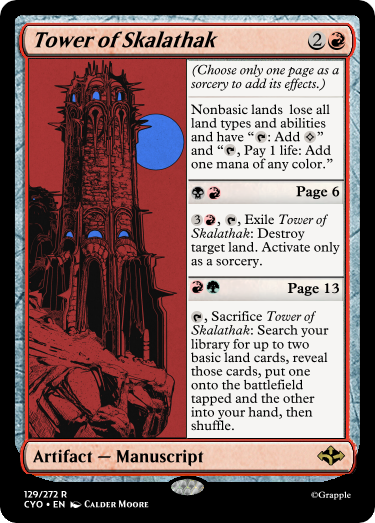 Tower of Skalathak 2
(Choose only one page as a
sorcery to add its effects.)
Nonbasic lands lose all
land types and abilities
and have “: Add ”
and “, Pay 1 life: Add
one mana of any color.”
Page 6
3, , Exile Tower of
Skalathak: Destroy
target land. Activate only
as a sorcery.
Page 13
, Sacrifice Tower of
Skalathak: Search your
library for up to two
basic land cards, reveal
those cards, put one
onto the battlefield
tapped and the other
into your hand, then
shuffle.
Artifact — Manuscript
129/272 R
CYO • EN Calder Moore
©Grapple